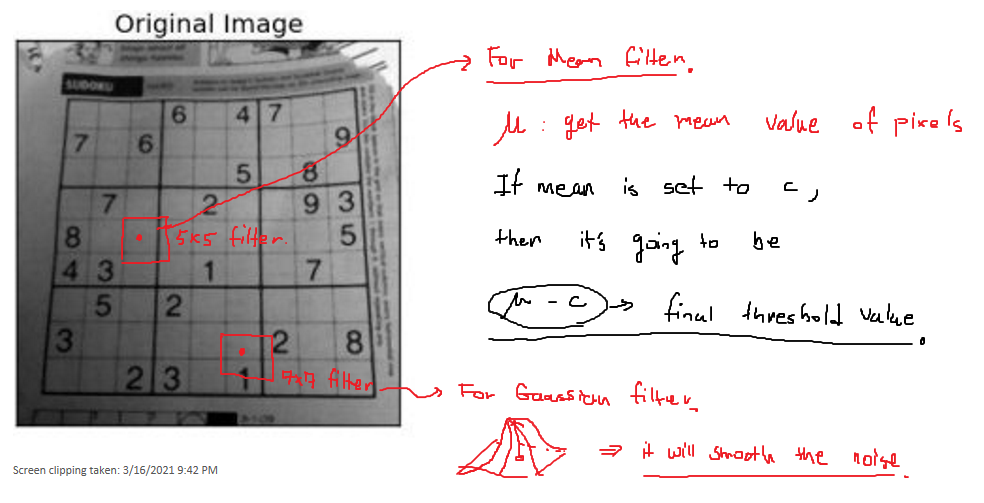 Original Image
SUDOKU
6 4 7
7 6 9
5 8
7 2 9 3
8 5
4 3 1 7
5 2
3 2 8
2 3 1
5x5 filter.
7x7 filter
For Mean filter.
μ : get the mean value of pixels
If mean is set to c,
then it's going to be
μ - c → final threshold value.
For Gaussian filter,
⇒ it will smooth the noise.
Screen clipping taken: 3/16/2021 9:42 PM